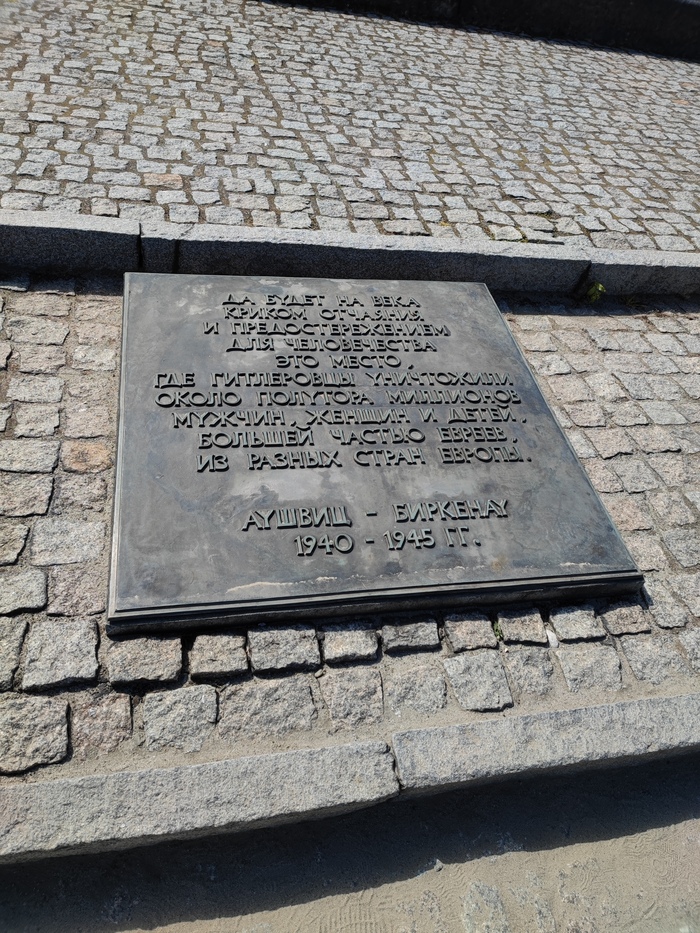 ДА БУДЕТ НА ВЕКА
КРИКОМ ОТЧАЯНИЯ
И ПРЕДОСТЕРЕЖЕНИЕМ
ДЛЯ ЧЕЛОВЕЧЕСТВА
ЭТО МЕСТО,
ГДЕ ГИТЛЕРОВЦЫ УНИЧТОЖИЛИ
ОКОЛО ПОЛУТОРА МИЛЛИОНОВ
МУЖЧИН, ЖЕНЩИН И ДЕТЕЙ,
БОЛЬШЕЙ ЧАСТЬЮ ЕВРЕЕВ,
ИЗ РАЗНЫХ СТРАН ЕВРОПЫ.
АУШВИЦ - БИРКЕНАУ
1940 - 1945 ГГ.